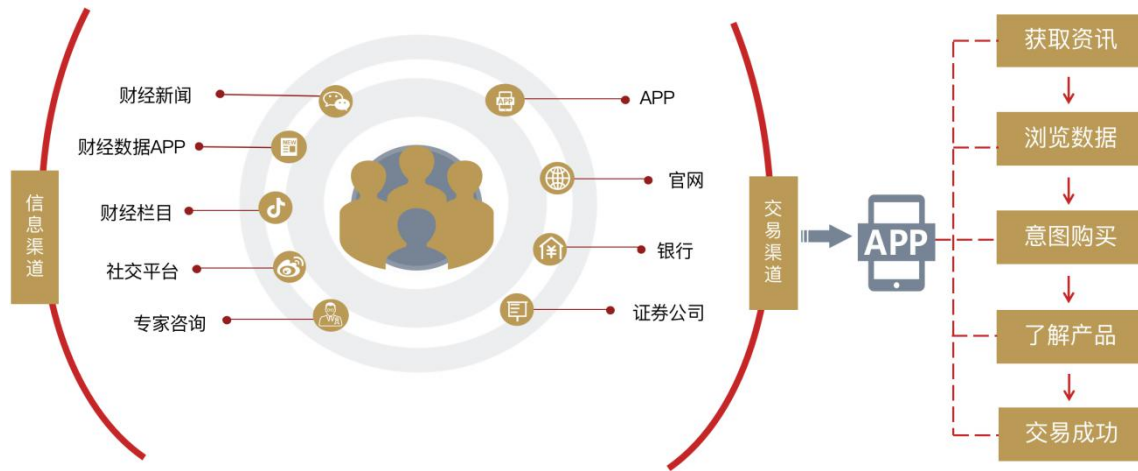 信息渠道
财经新闻
财经数据APP
财经栏目
社交平台
专家咨询
NEW
APP
APP
官网
银行
证券公司
交易渠道
APP
获取资讯
浏览数据
意图购买
了解产品
交易成功